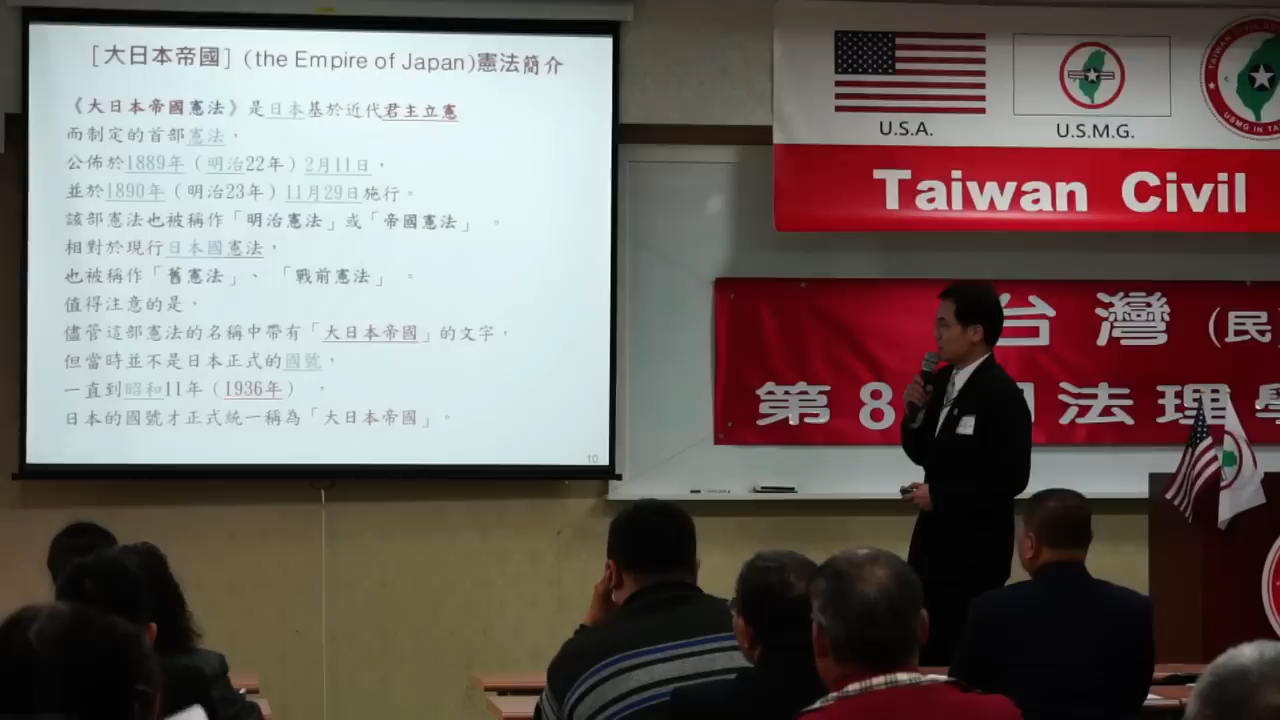 [大日本帝國] (the Empire of Japan)憲法簡介
《大日本帝國憲法》是日本基於近代君主立憲
而制定的首部憲法，
公佈於1889年（明治22年）2月11日，
並於1890年（明治23年）11月29日施行。
該部憲法也被稱作「明治憲法」或「帝國憲法」 。
相對於現行日本國憲法，
也被稱作「舊憲法」、 「戰前憲法」 。
值得注意的是，
儘管這部憲法的名稱中帶有「大日本帝國」的文字，
但當時並不是日本正式的國號，
一直到昭和11年（1936年） ，
日本的國號才正式統一稱為「大日本帝國」。
10
U.S.A.
U.S.M.G.
TAIWAN CIVIL
USMG IN TA
Taiwan Civil
台灣(民
第8 法理學